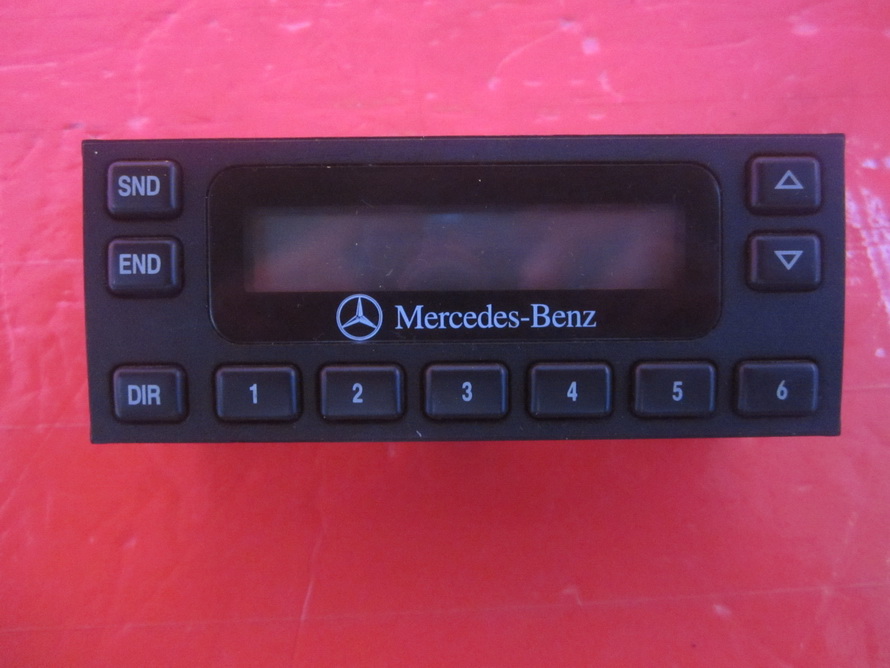 SND
END
Mercedes-Benz
DIR 1 2 3 4 5 6